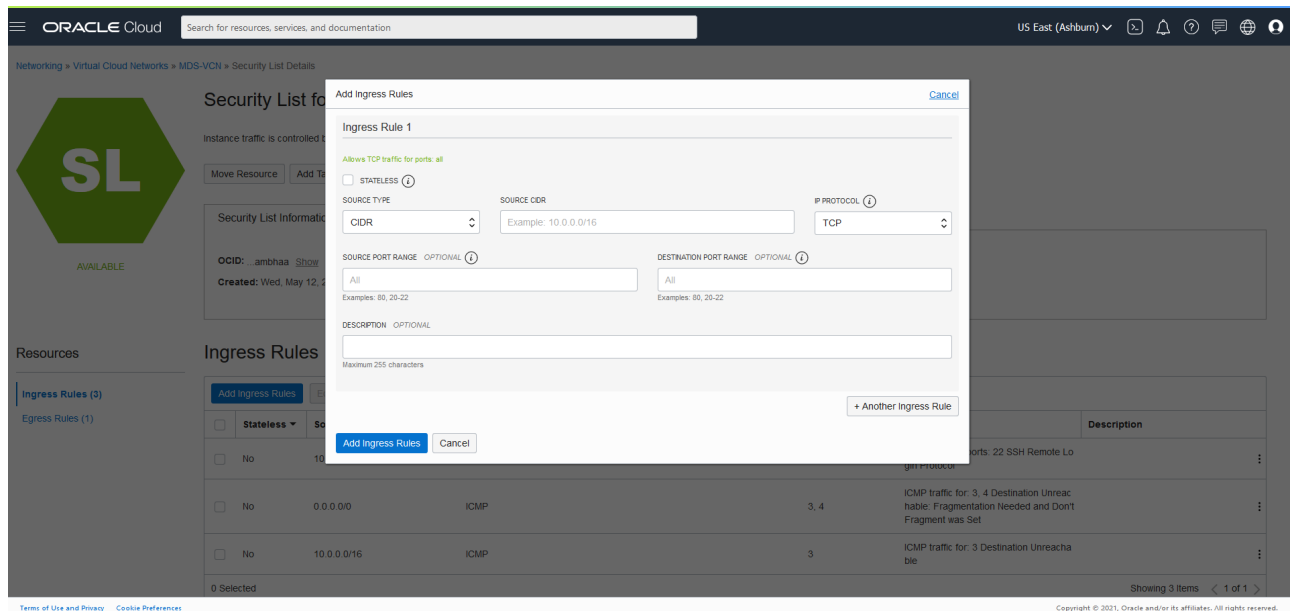 ORACLE Cloud
Search for resources, services, and documentation
US East (Ashburn)
Networking » Virtual Cloud Networks » MDS-VCN » Security List Details
SL
AVAILABLE
Security List fo
Instance traffic is controlled b
Move Resource
Add Ta
Security List Informatio
OCID: ...ambhaa Show
Created: Wed, May 12, 2
Add Ingress Rules
Cancel
Ingress Rule 1
Allows TCP traffic for ports: all
STATELESS
SOURCE TYPE
SOURCE CIDR
IP PROTOCOL
CIDR
Example: 10.0.0.0/16
TCP
SOURCE PORT RANGE OPTIONAL
DESTINATION PORT RANGE OPTIONAL
All
All
Examples: 80, 20-22
Examples: 80, 20-22
DESCRIPTION OPTIONAL
Maximum 255 characters
+ Another Ingress Rule
Add Ingress Rules
Cancel
Resources
Ingress Rules (3)
Egress Rules (1)
Ingress Rules
Add Ingress Rules
Stateless
So
Description
No
10
orts: 22 SSH Remote Lo
gin Protocol
No
0.0.0.0/0
ICMP
3, 4
ICMP traffic for: 3, 4 Destination Unreac
hable: Fragmentation Needed and Don't
Fragment was Set
No
10.0.0.0/16
ICMP
3
ICMP traffic for: 3 Destination Unreacha
ble
0 Selected
Showing 3 Items < 1 of 1 >
Terms of Use and Privacy Cookie Preferences
Copyright © 2021, Oracle and/or its affiliates. All rights reserved.